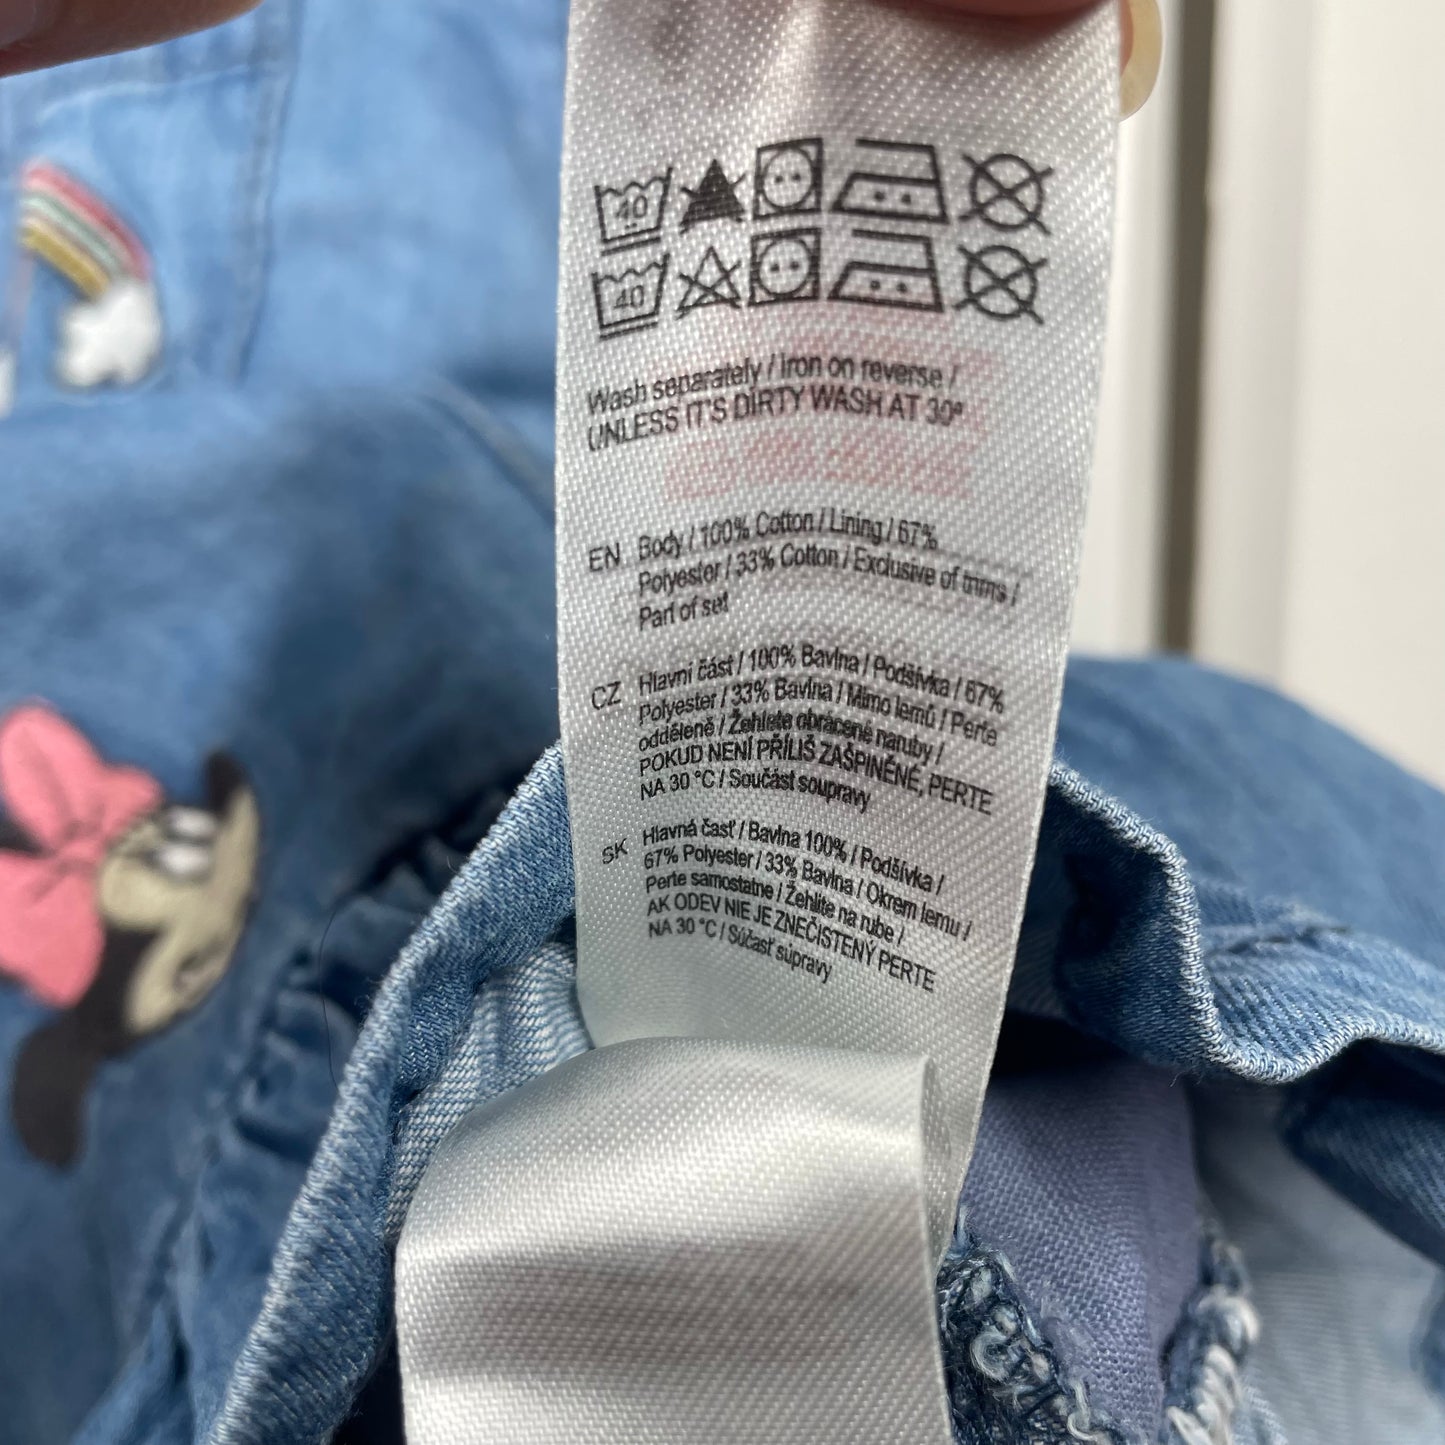 40
40
Wash separately / Iron on reverse /
UNLESS IT'S DIRTY WASH AT 30º
EN Body / 100% Cotton / Lining / 67%
Polyester / 33% Cotton / Exclusive of trims /
Part of set
CZ Hlavní část / 100% Bavlna / Podšívka / 67%
Polyester / 33% Bavlna / Mimo lemů / Perte
odděleně / Žehlete obráceně naruby /
POKUD NENÍ PŘÍLIŠ ZAŠPINĚNÉ, PERTE
NA 30 °C / Součást soupravy
SK Hlavná časť / Bavlna 100% / Podšívka /
67% Polyester / 33% Bavlna / Okrem lemu /
Perte samostatne / Žehlite na rube /
AK ODEV NIE JE ZNEČISTENÝ PERTE
NA 30 °C / Súčasť súpravy